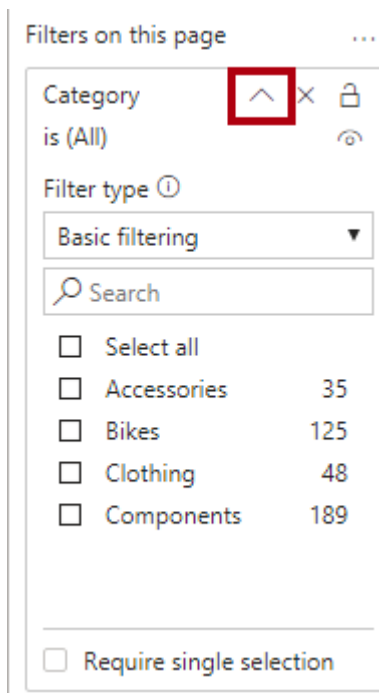 Filters on this page
Category
is (All)
Filter type
Basic filtering
Search
Select all
Accessories 35
Bikes 125
Clothing 48
Components 189
Require single selection